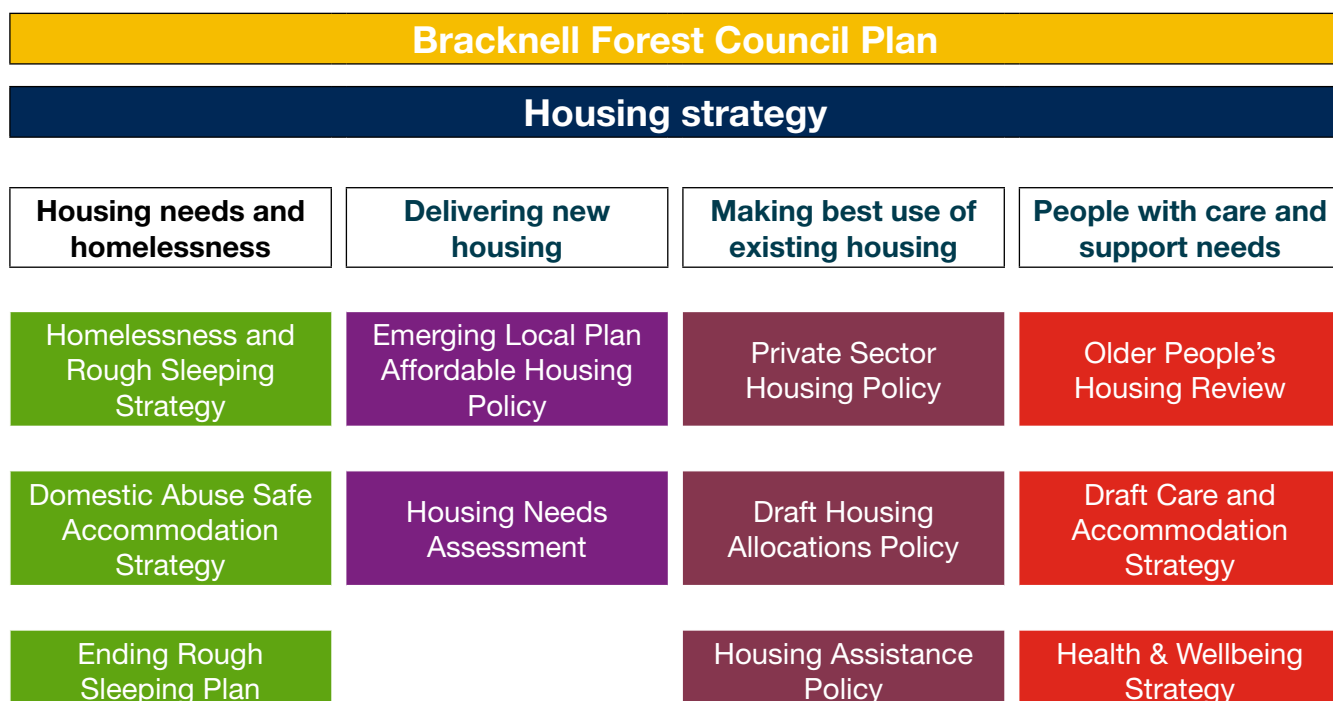 Bracknell Forest Council Plan
Housing strategy
Housing needs and
homelessness
Delivering new
housing
Making best use of
existing housing
People with care and
support needs
Homelessness and
Rough Sleeping
Strategy
Emerging Local Plan
Affordable Housing
Policy
Private Sector
Housing Policy
Older People’s
Housing Review
Domestic Abuse Safe
Accommodation
Strategy
Housing Needs
Assessment
Draft Housing
Allocations Policy
Draft Care and
Accommodation
Strategy
Ending Rough
Sleeping Plan
Housing Assistance
Policy
Health & Wellbeing
Strategy